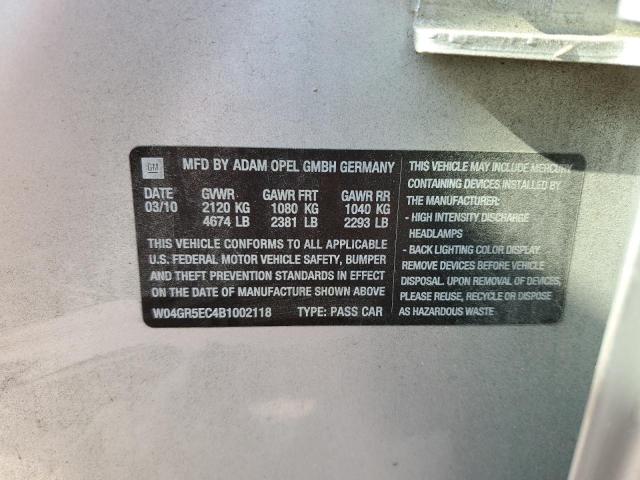 GM
MFD BY ADAM OPEL GMBH GERMANY
DATE GVWR GAWR FRT GAWR RR
03/10 2120 KG 1080 KG 1040 KG
4674 LB 2381 LB 2293 LB
THIS VEHICLE CONFORMS TO ALL APPLICABLE
U.S. FEDERAL MOTOR VEHICLE SAFETY, BUMPER
AND THEFT PREVENTION STANDARDS IN EFFECT
ON THE DATE OF MANUFACTURE SHOWN ABOVE
W04GR5EC4B1002118 TYPE: PASS CAR
THIS VEHICLE MAY INCLUDE MERCURY
CONTAINING DEVICES INSTALLED BY
THE MANUFACTURER:
- HIGH INTENSITY DISCHARGE
HEADLAMPS
- BACK LIGHTING COLOR DISPLAY.
REMOVE DEVICES BEFORE VEHICLE
DISPOSAL. UPON REMOVAL OF DEVICES,
PLEASE REUSE, RECYCLE OR DISPOSE
AS HAZARDOUS WASTE